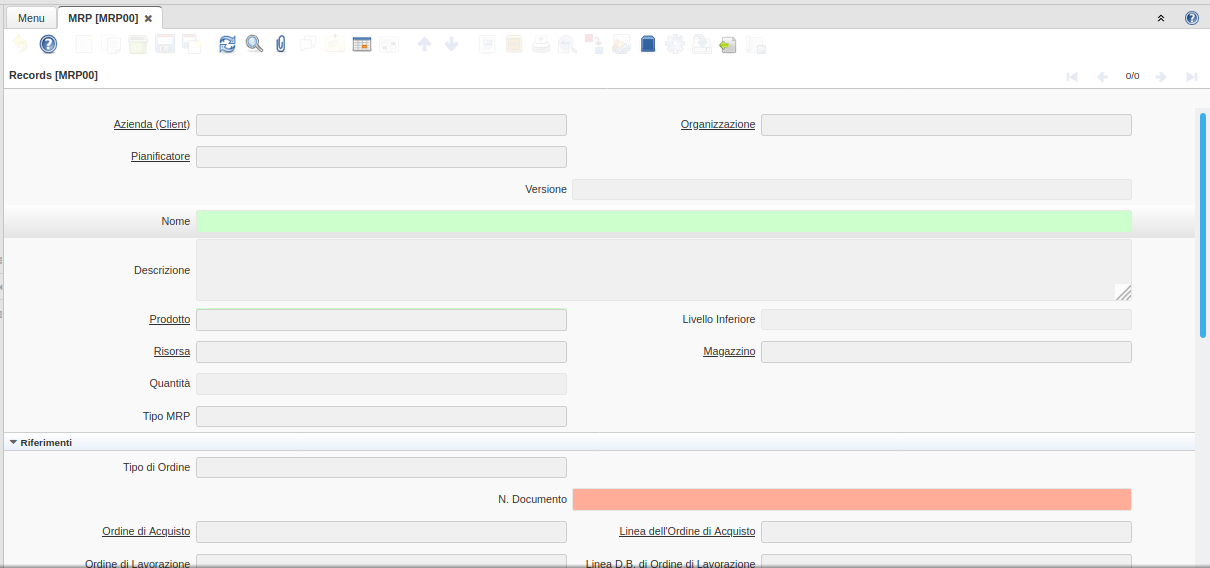 Menu MRP [MRP00]
Records [MRP00] 0/0
Azienda (Client) Organizzazione
Pianificatore
Versione
Nome
Descrizione
Prodotto Livello Inferiore
Risorsa Magazzino
Quantità
Tipo MRP
Riferimenti
Tipo di Ordine
N. Documento
Ordine di Acquisto Linea dell'Ordine di Acquisto
Ordine di Lavorazione Linea D.B. di Ordine di Lavorazione